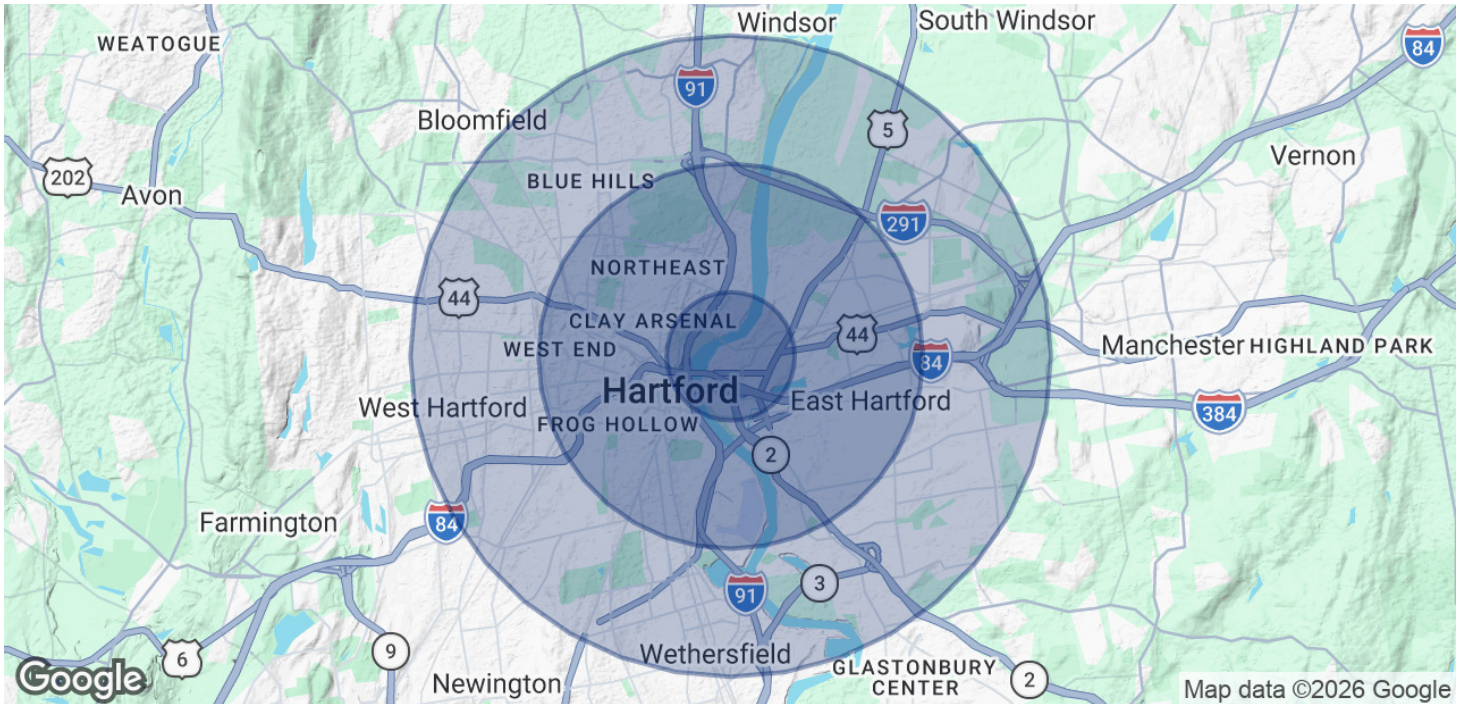 Windsor
South Windsor
WEATOGUE
84
91
Bloomfield
5
Vernon
202
BLUE HILLS
Avon
291
NORTHEAST
44
CLAY ARSENAL
44
WEST END
Manchester
HIGHLAND PARK
84
Hartford
East Hartford
West Hartford
384
FROG HOLLOW
2
Farmington
84
3
91
Wethersfield
6
9
GLASTONBURY
CENTER
2
Newington
Google
Map data ©2026 Google